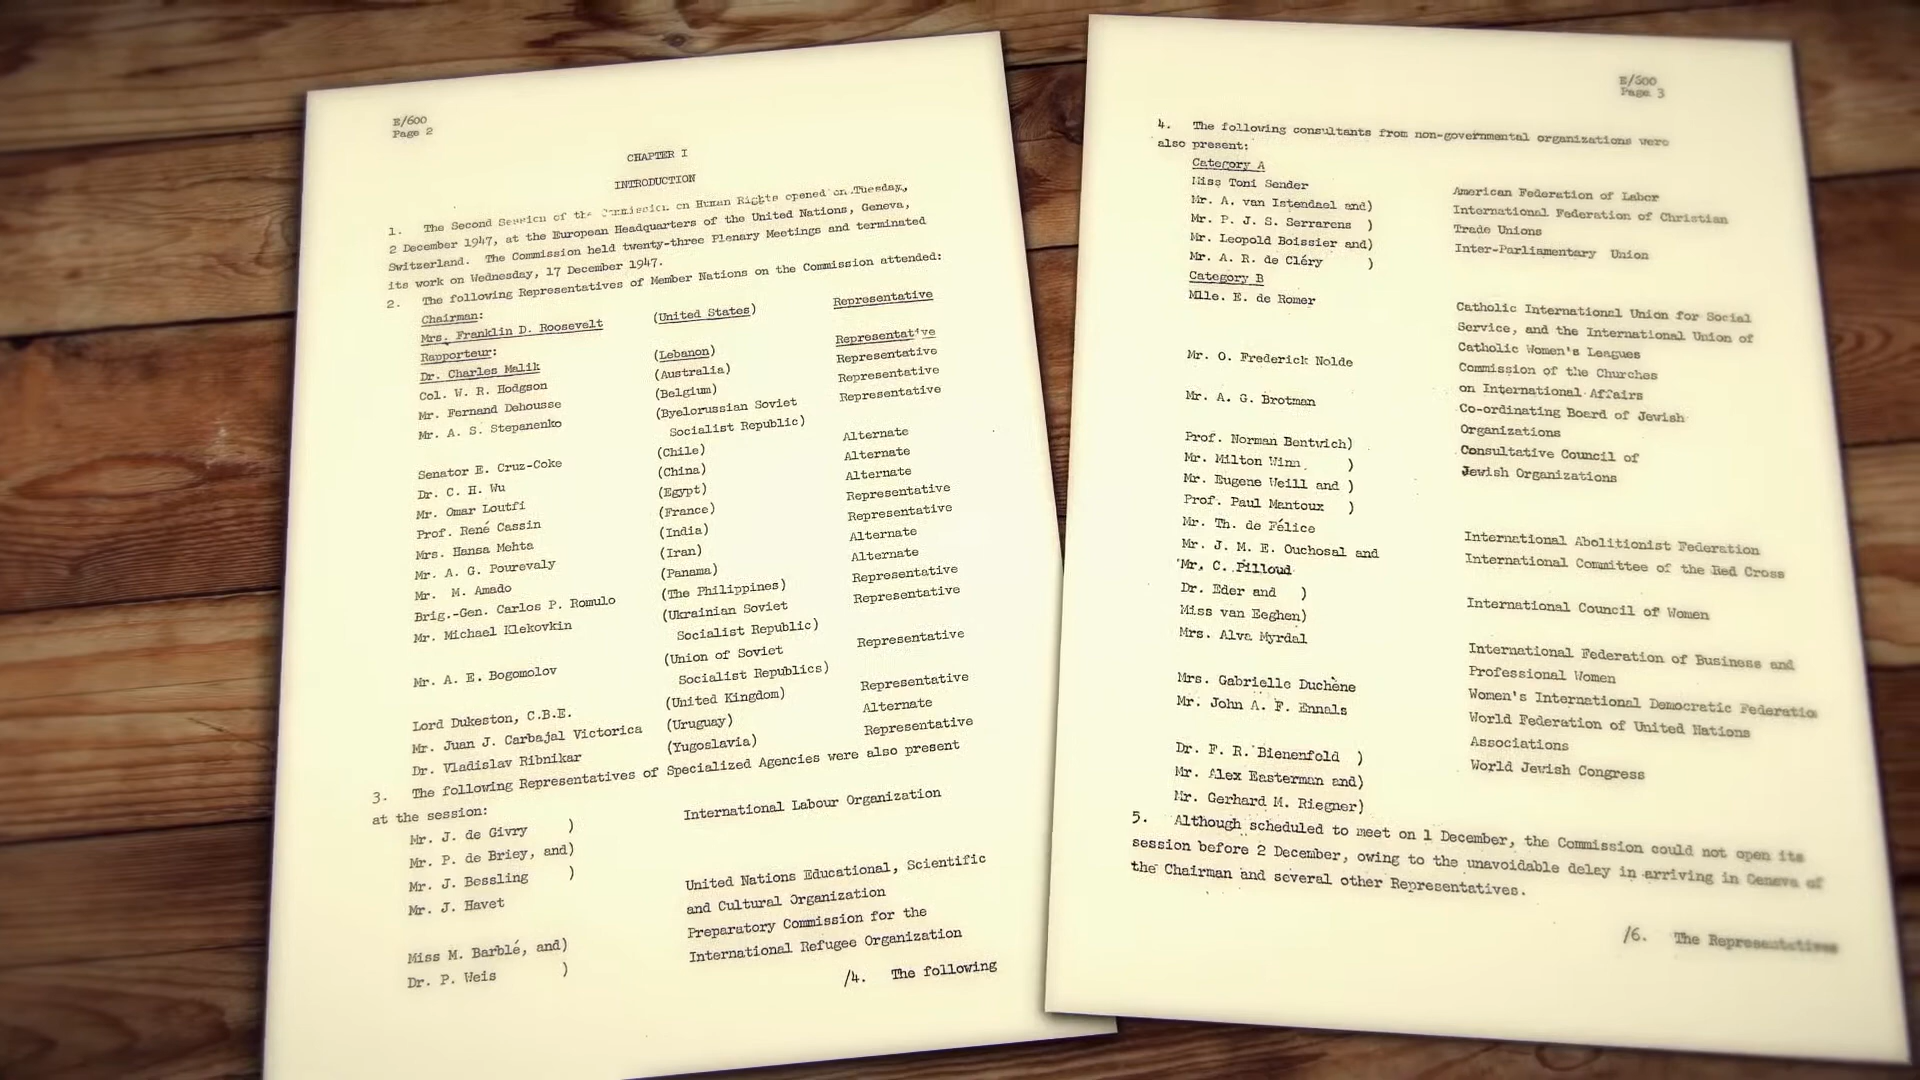 E/600
Page 2
CHAPTER I
INTRODUCTION
1. The Second Session of the Commission on Human Rights opened on Tuesday,
2 December 1947, at the European Headquarters of the United Nations, Geneva,
Switzerland. The Commission held twenty-three Plenary Meetings and terminated
its work on Wednesday, 17 December 1947.
2. The following Representatives of Member Nations on the Commission attended:
Chairman:
Mrs. Franklin D. Roosevelt (United States) Representative
Rapporteur:
Dr. Charles Malik (Lebanon) Representative
Col. W. R. Hodgson (Australia) Representative
Mr. Fernand Dehousse (Belgium) Representative
Mr. A. S. Stepanenko (Byelorussian Soviet Representative
Socialist Republic)
Senator E. Cruz-Coke (Chile) Alternate
Dr. C. H. Wu (China) Alternate
Mr. Omar Loutfi (Egypt) Alternate
Prof. René Cassin (France) Representative
Mrs. Hansa Mehta (India) Representative
Mr. A. G. Pourevaly (Iran) Alternate
Mr. M. Amado (Panama) Alternate
Brig.-Gen. Carlos P. Romulo (The Philippines) Representative
Mr. Michael Klekovkin (Ukrainian Soviet Representative
Socialist Republic)
Mr. A. E. Bogomolov (Union of Soviet Representative
Socialist Republics)
Lord Dukeston, C.B.E. (United Kingdom) Representative
Mr. Juan J. Carbajal Victorica (Uruguay) Alternate
Dr. Vladislav Ribnikar (Yugoslavia) Representative
3. The following Representatives of Specialized Agencies were also present
at the session:
Mr. J. de Givry ) International Labour Organization
Mr. P. de Briey, and)
Mr. J. Bessling )
Mr. J. Havet United Nations Educational, Scientific
and Cultural Organization
Miss M. Barblé, and) Preparatory Commission for the
Dr. P. Weis ) International Refugee Organization
/4. The following
E/600
Page 3
4. The following consultants from non-governmental organizations were
also present:
Category A
Miss Toni Sender American Federation of Labor
Mr. A. van Istendael and) International Federation of Christian
Mr. P. J. S. Serrarens ) Trade Unions
Mr. Leopold Boissier and) Inter-Parliamentary Union
Mr. A. R. de Cléry )
Category B
Mlle. E. de Romer Catholic International Union for Social
Service, and the International Union of
Catholic Women's Leagues
Mr. O. Frederick Nolde Commission of the Churches
on International Affairs
Mr. A. G. Brotman Co-ordinating Board of Jewish
Organizations
Prof. Norman Bentwich) Consultative Council of
Mr. Milton Winn ) Jewish Organizations
Mr. Eugene Weill and )
Prof. Paul Mantoux )
Mr. Th. de Félice International Abolitionist Federation
Mr. J. M. E. Ouchosal and International Committee of the Red Cross
Mr. C. Pilloud
Dr. Eder and ) International Council of Women
Miss van Eeghen)
Mrs. Alva Myrdal International Federation of Business and
Professional Women
Mrs. Gabrielle Duchène Women's International Democratic Federatio
Mr. John A. F. Ennals World Federation of United Nations
Associations
Dr. F. R. Bienenfeld ) World Jewish Congress
Mr. Alex Easterman and)
Mr. Gerhard M. Riegner)
5. Although scheduled to meet on 1 December, the Commission could not open its
session before 2 December, owing to the unavoidable delay in arriving in Geneva of
the Chairman and several other Representatives.
/6. The Representatives